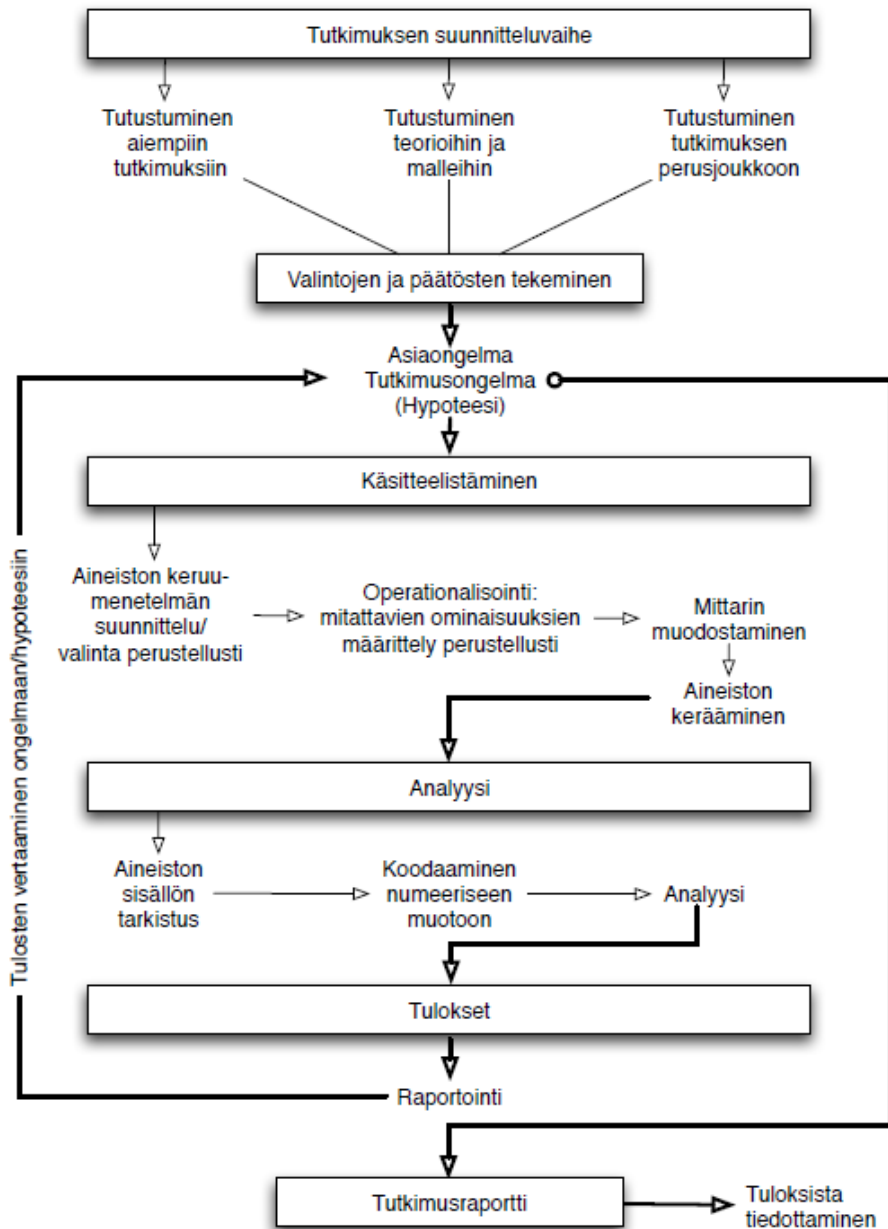 Tutkimuksen suunnitteluvaihe
Tutustuminen
aiempiin
tutkimuksiin
Tutustuminen
teorioihin ja
malleihin
Tutustuminen
tutkimuksen
perusjoukkoon
Valintojen ja päätösten tekeminen
Asiaongelma
Tutkimusongelma
(Hypoteesi)
Käsitteelistäminen
Aineiston keruu-
menetelmän
suunnittelu/
valinta perustellusti
Operationalisointi:
mitattavien ominaisuuksien
määrittely perustellusti
Mittarin
muodostaminen
Aineiston
kerääminen
Analyysi
Aineiston
sisällön
tarkistus
Koodaaminen
numeeriseen
muotoon
Analyysi
Tulokset
Raportointi
Tulosten vertaaminen ongelmaan/hypoteesiin
Tutkimusraportti
Tuloksista
tiedottaminen